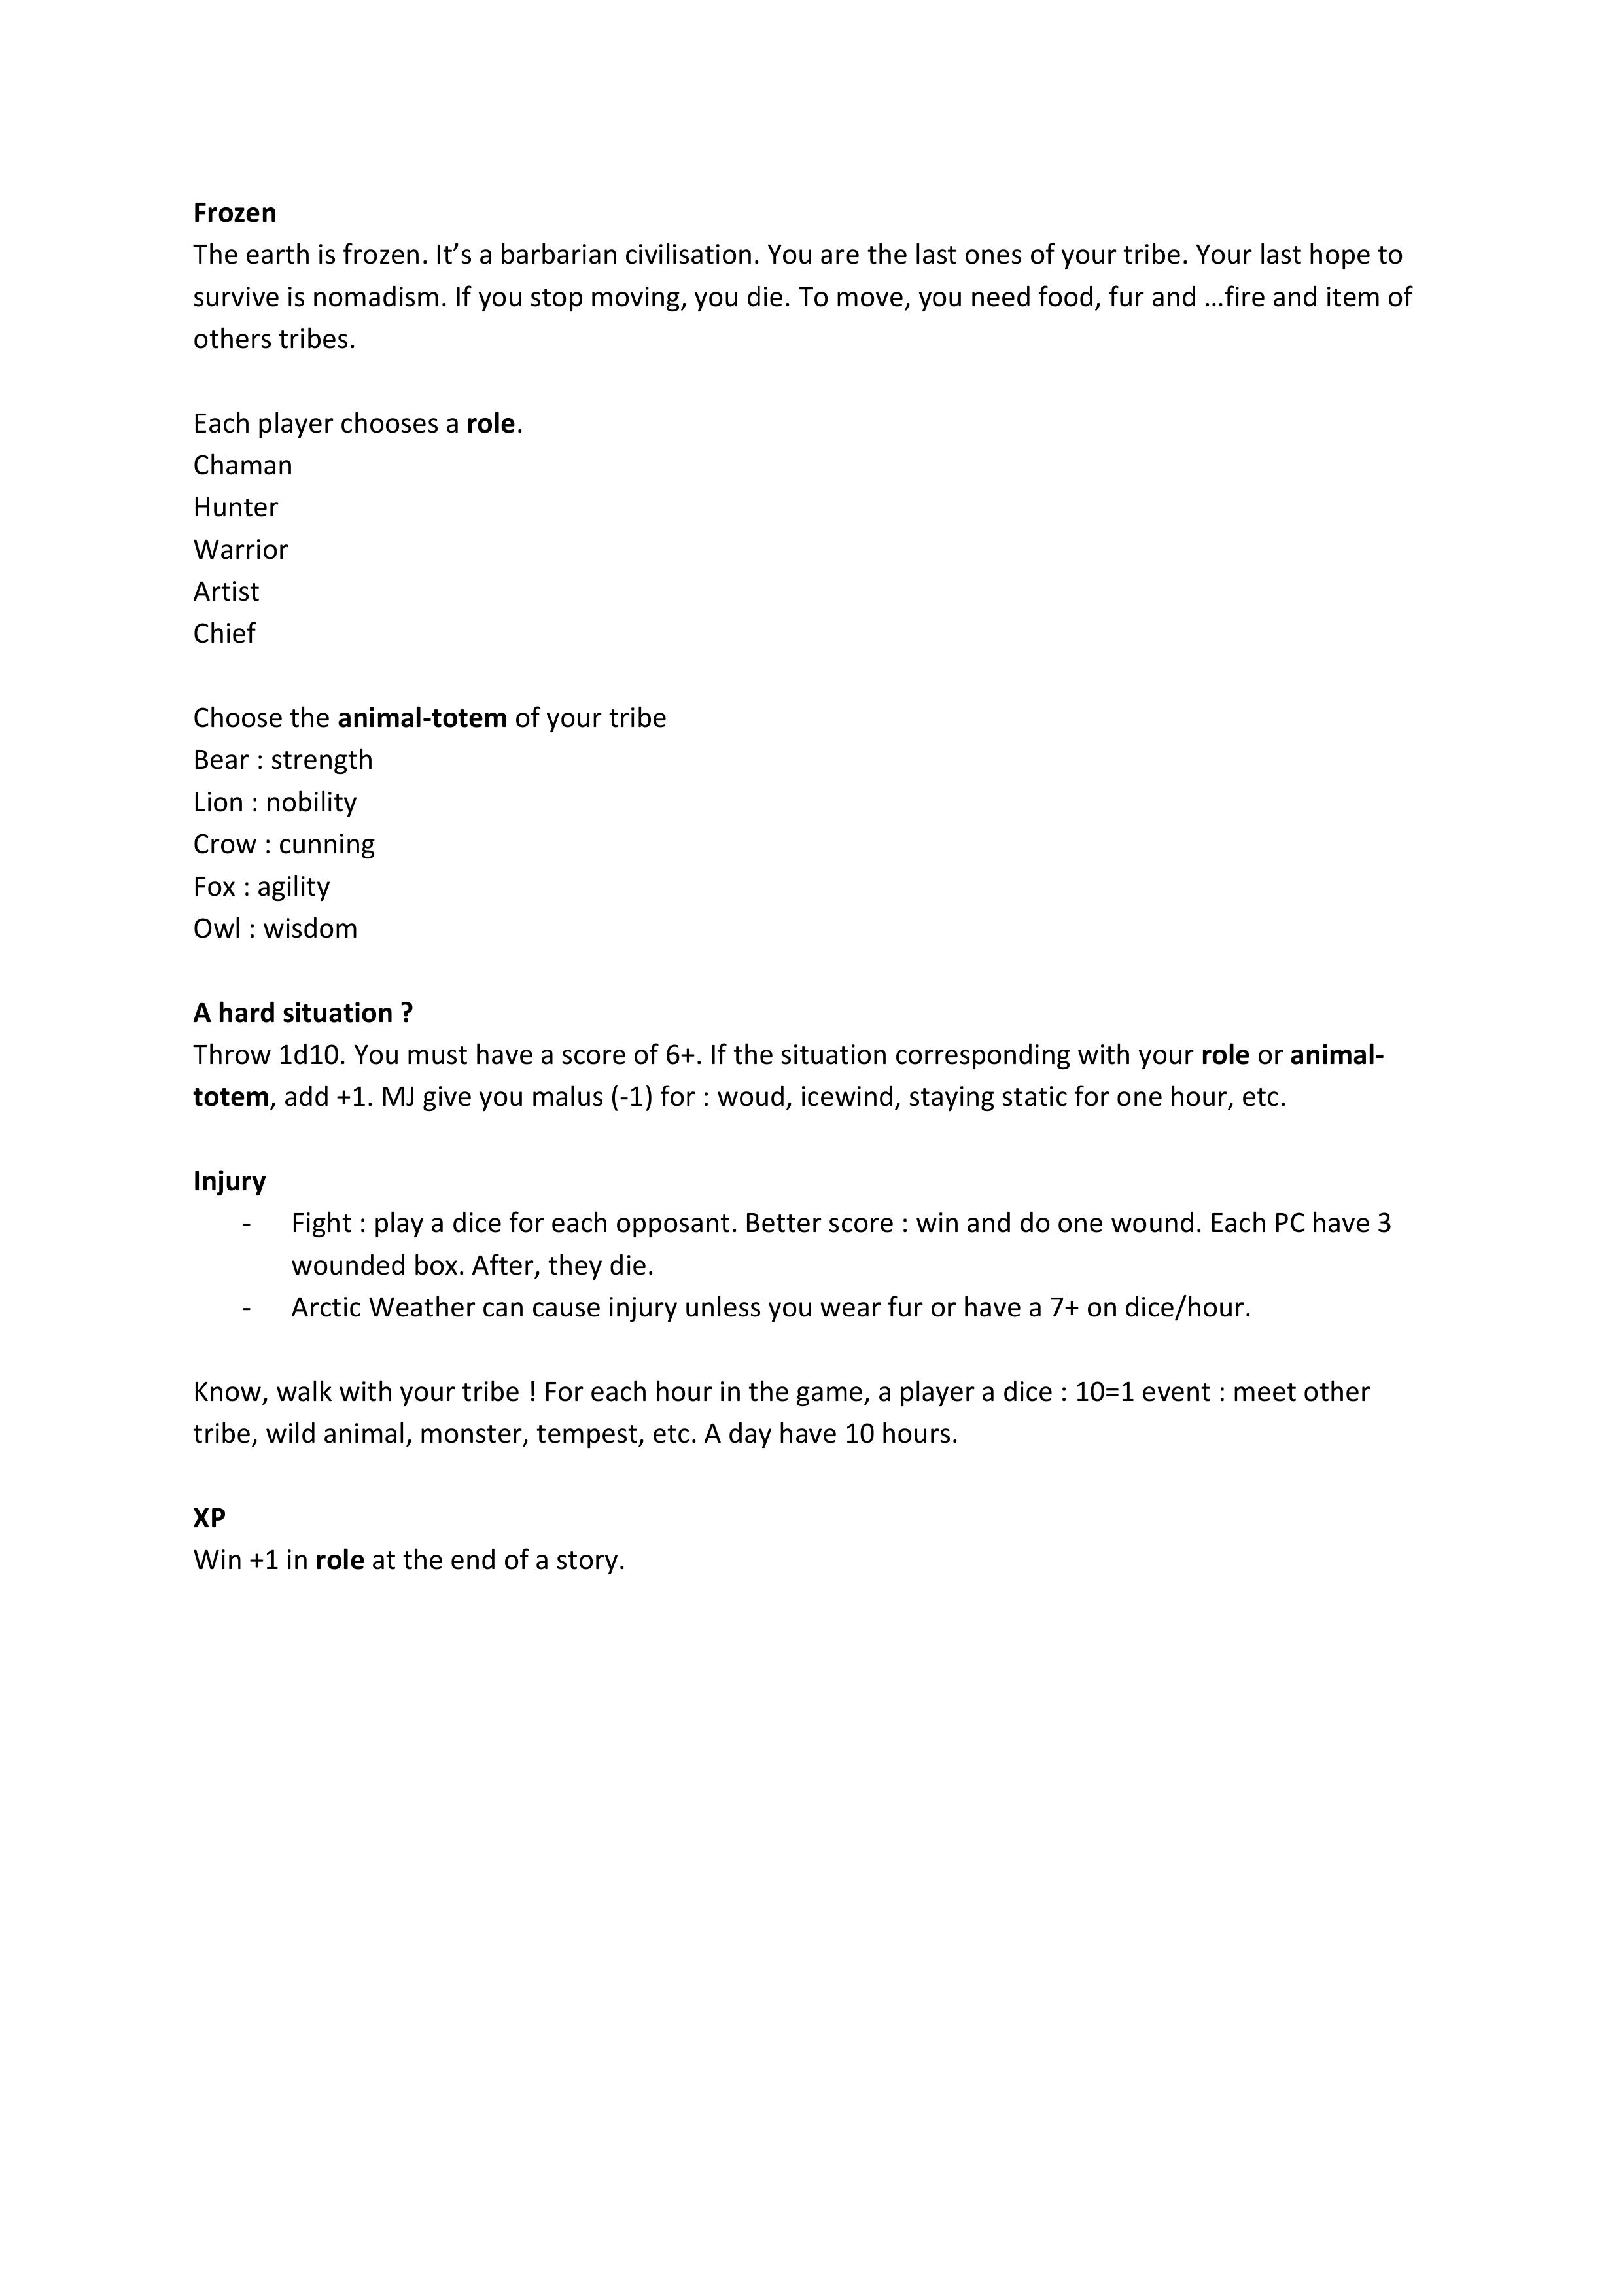 Frozen
The earth is frozen. It’s a barbarian civilisation. You are the last ones of your tribe. Your last hope to
survive is nomadism. If you stop moving, you die. To move, you need food, fur and …fire and item of
others tribes.
Each player chooses a role.
Chaman
Hunter
Warrior
Artist
Chief
Choose the animal-totem of your tribe
Bear : strength
Lion : nobility
Crow : cunning
Fox : agility
Owl : wisdom
A hard situation ?
Throw 1d10. You must have a score of 6+. If the situation corresponding with your role or animal-
totem, add +1. MJ give you malus (-1) for : woud, icewind, staying static for one hour, etc.
Injury
- Fight : play a dice for each opposant. Better score : win and do one wound. Each PC have 3
wounded box. After, they die.
- Arctic Weather can cause injury unless you wear fur or have a 7+ on dice/hour.
Know, walk with your tribe ! For each hour in the game, a player a dice : 10=1 event : meet other
tribe, wild animal, monster, tempest, etc. A day have 10 hours.
XP
Win +1 in role at the end of a story.